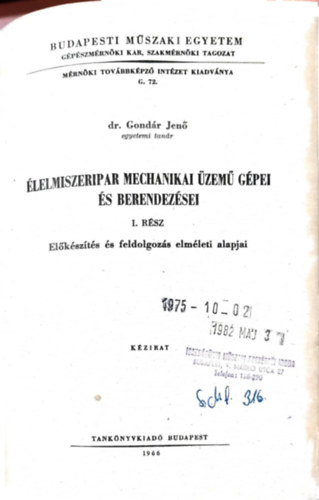 BUDAPESTI MŰSZAKI EGYETEM
GÉPÉSZMÉRNÖKI KAR, SZAKMÉRNÖKI TAGOZAT
MÉRNÖKI TOVÁBBKÉPZŐ INTÉZET KIADVÁNYA
G. 72.
dr. Gondár Jenő
egyetemi tanár
ÉLELMISZERIPAR MECHANIKAI ÜZEMŰ GÉPEI
ÉS BERENDEZÉSEI
I. RÉSZ
Előkészítés és feldolgozás elméleti alapjai
1975 - 10 - 02
1982 MÁJ 3
KÉZIRAT
316.
TANKÖNYVKIADÓ BUDAPEST
1966